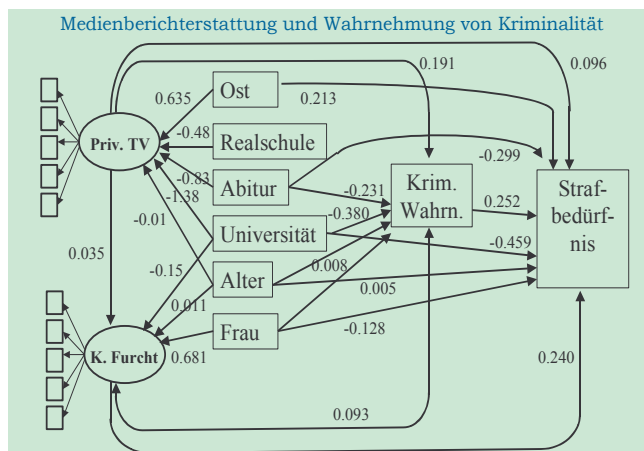 Medienberichterstattung und Wahrnehmung von Kriminalität
0.191
0.096
Ost
0.635
0.213
Priv. TV
-0.48
Realschule
-0.299
-0.83
Abitur
-0.231
Krim.
Wahrn.
Straf-
bedürf-
nis
-1.38
-0.380
0.252
-0.01
Universität
-0.459
0.035
-0.15
Alter
0.008
0.005
0.011
Frau
-0.128
K. Furcht
0.681
0.240
0.093